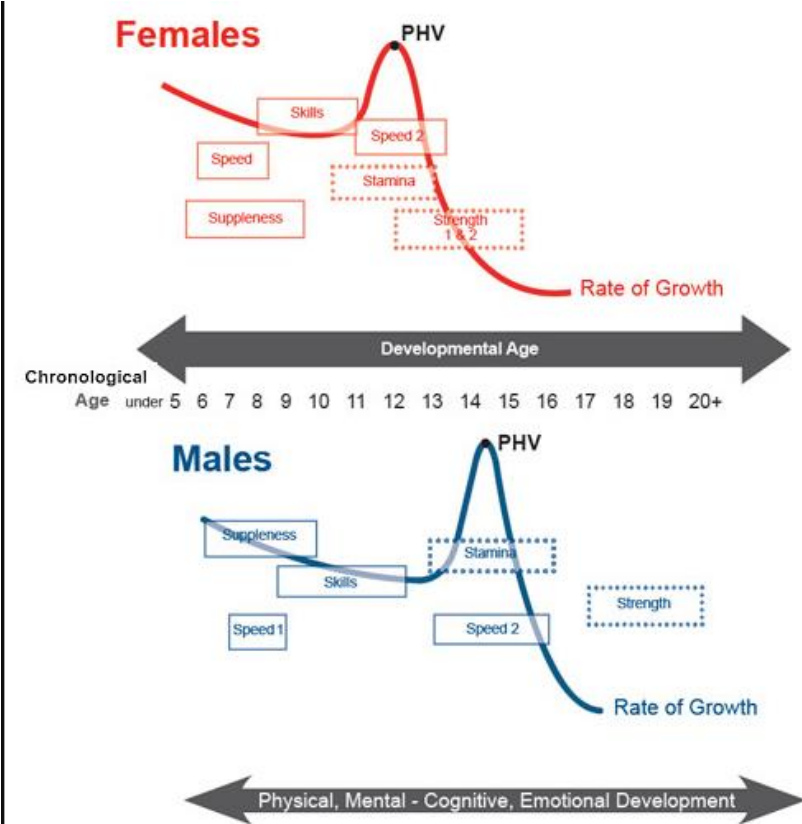 Females
PHV
Skills
Speed 2
Speed
Stamina
Suppleness
Strength
1 & 2
Rate of Growth
Developmental Age
Chronological
Age under 5 6 7 8 9 10 11 12 13 14 15 16 17 18 19 20+
Males
PHV
Suppleness
Stamina
Skills
Strength
Speed 1
Speed 2
Rate of Growth
Physical, Mental - Cognitive, Emotional Development